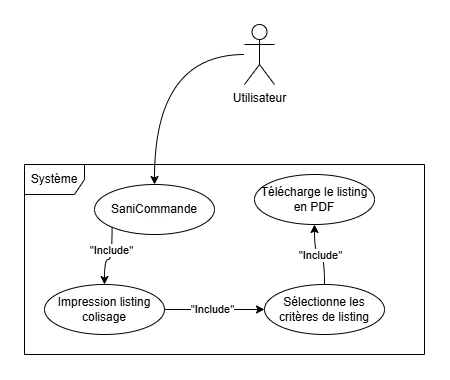 Utilisateur
Système
SaniCommande
Télécharge le listing
en PDF
"Include"
"Include"
Impression listing
colisage
"Include"
Sélectionne les
critères de listing